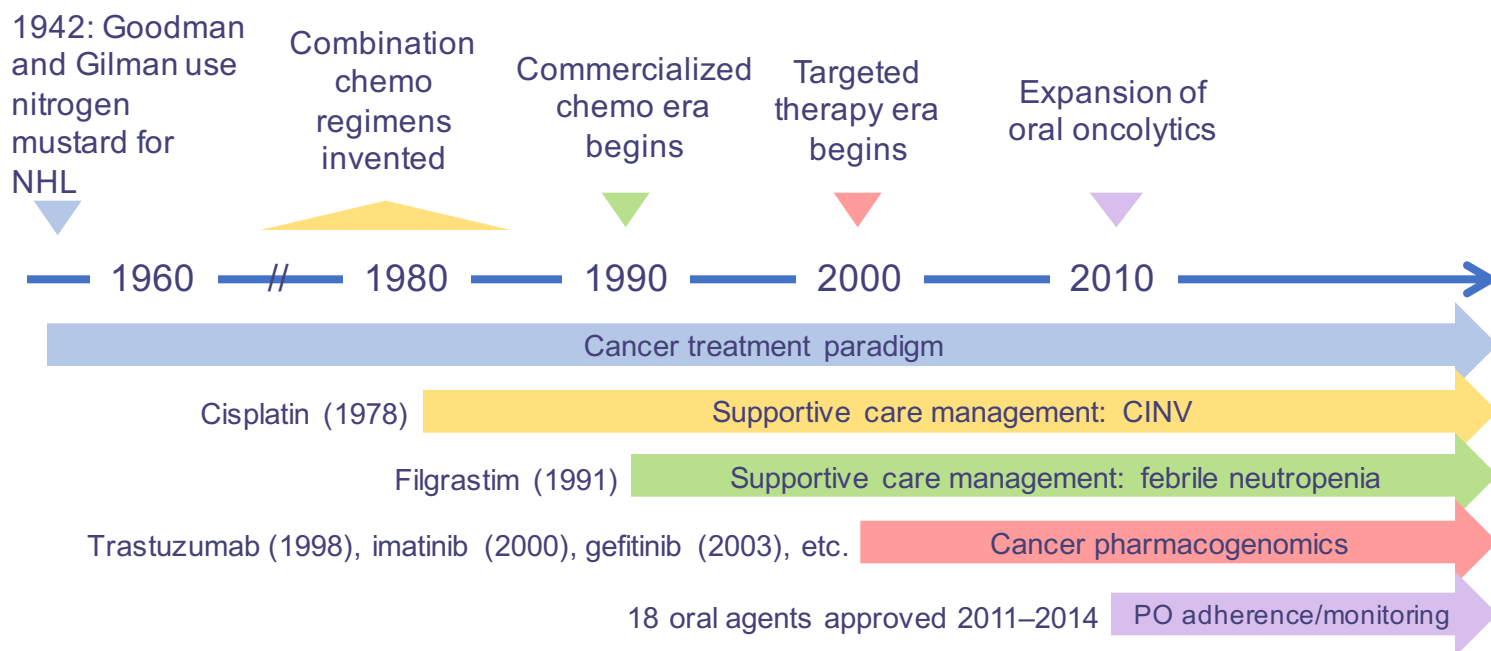 1942: Goodman
and Gilman use
nitrogen
mustard for
NHL
Combination
chemo
regimens
invented
Commercialized
chemo era
begins
Targeted
therapy era
begins
Expansion of
oral oncolytics
1960 // 1980 1990 2000 2010
Cancer treatment paradigm
Cisplatin (1978) Supportive care management: CINV
Filgrastim (1991) Supportive care management: febrile neutropenia
Trastuzumab (1998), imatinib (2000), gefitinib (2003), etc. Cancer pharmacogenomics
18 oral agents approved 2011–2014 PO adherence/monitoring